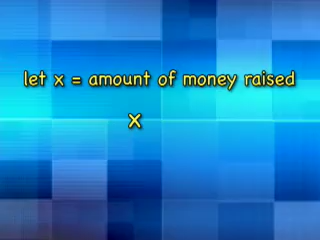 let x = amount of money raised
x